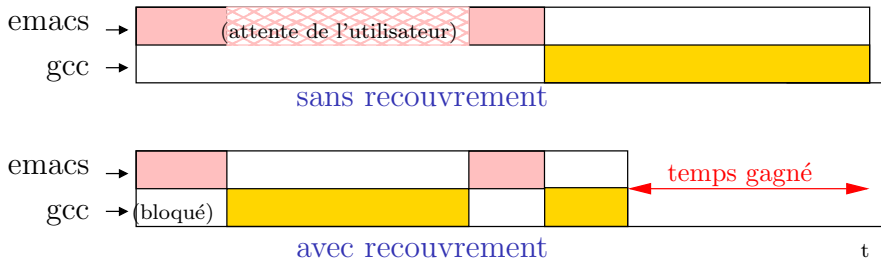 emacs
(attente de l'utilisateur)
gcc
sans recouvrement
emacs
temps gagné
gcc
(bloqué)
avec recouvrement
t